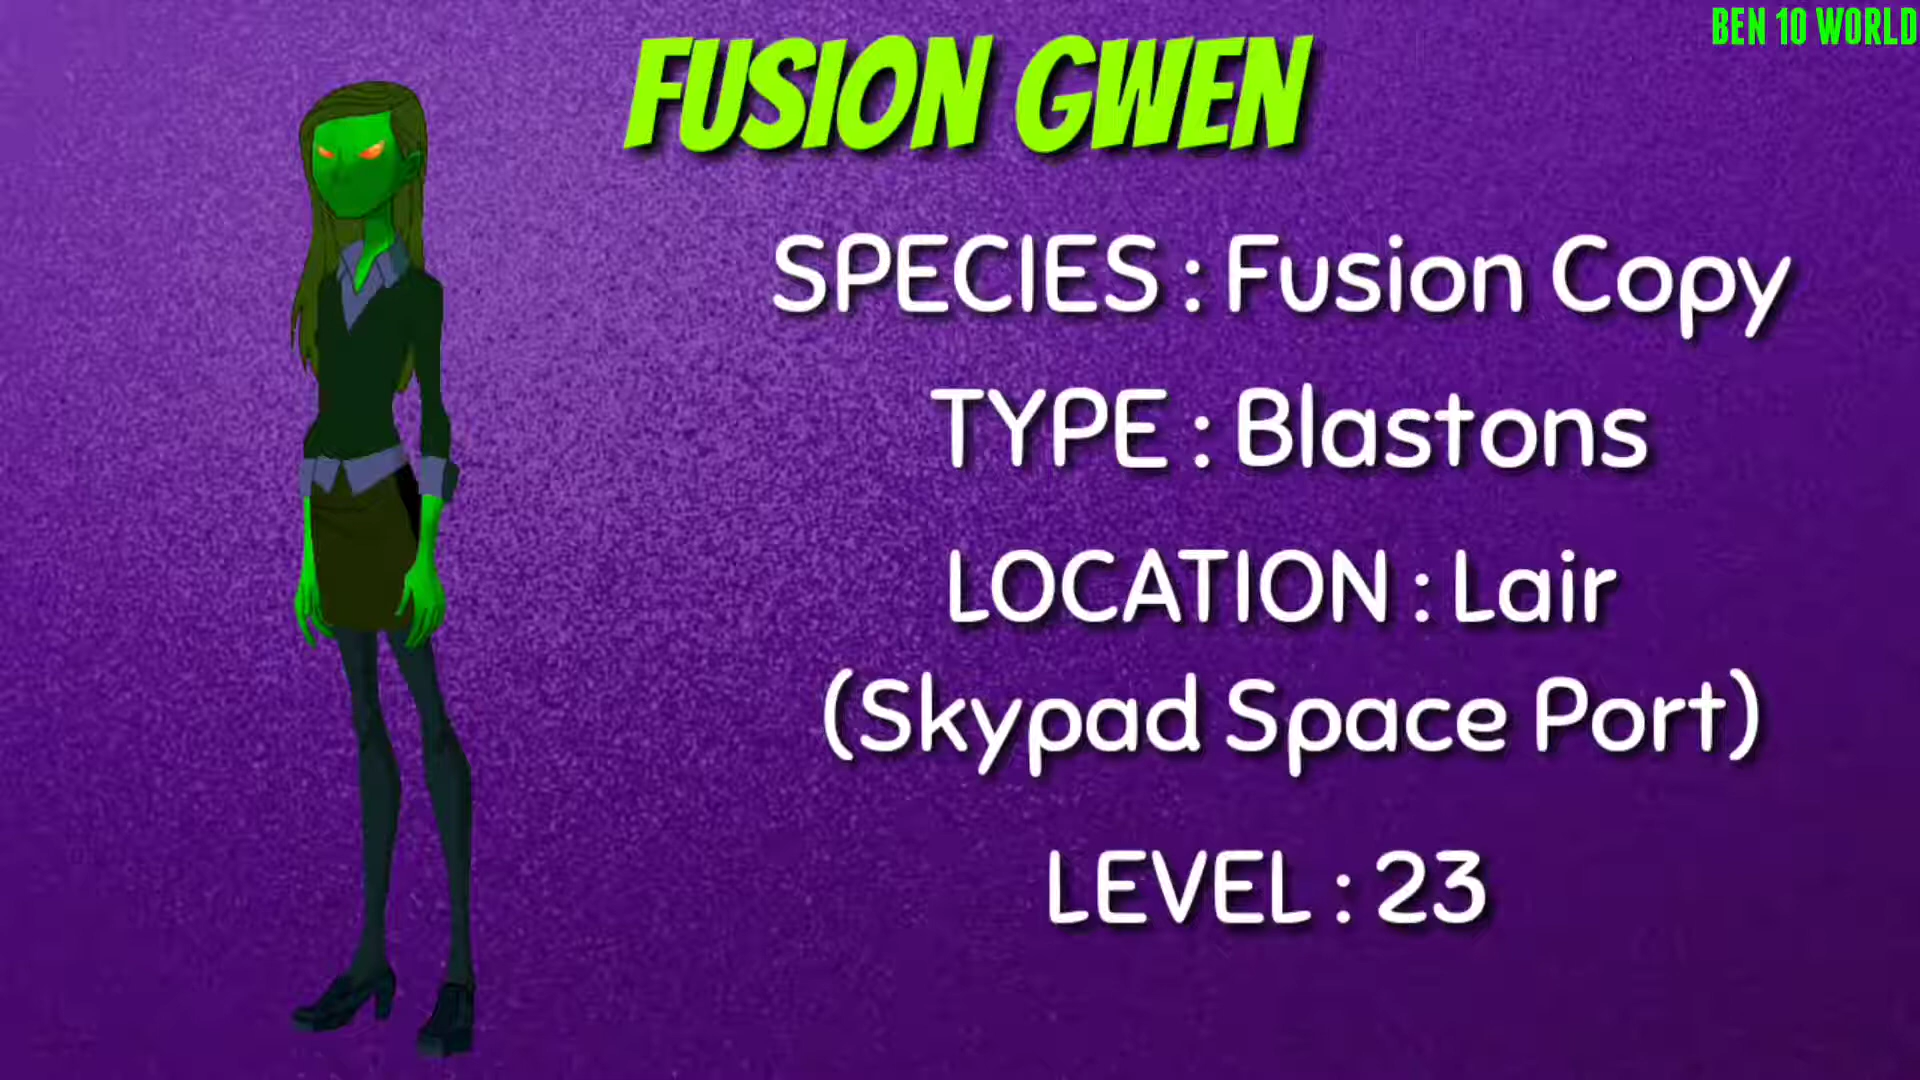 BEN 10 WORLD
FUSION GWEN
SPECIES : Fusion Copy
TYPE : Blastons
LOCATION : Lair
(Skypad Space Port)
LEVEL : 23